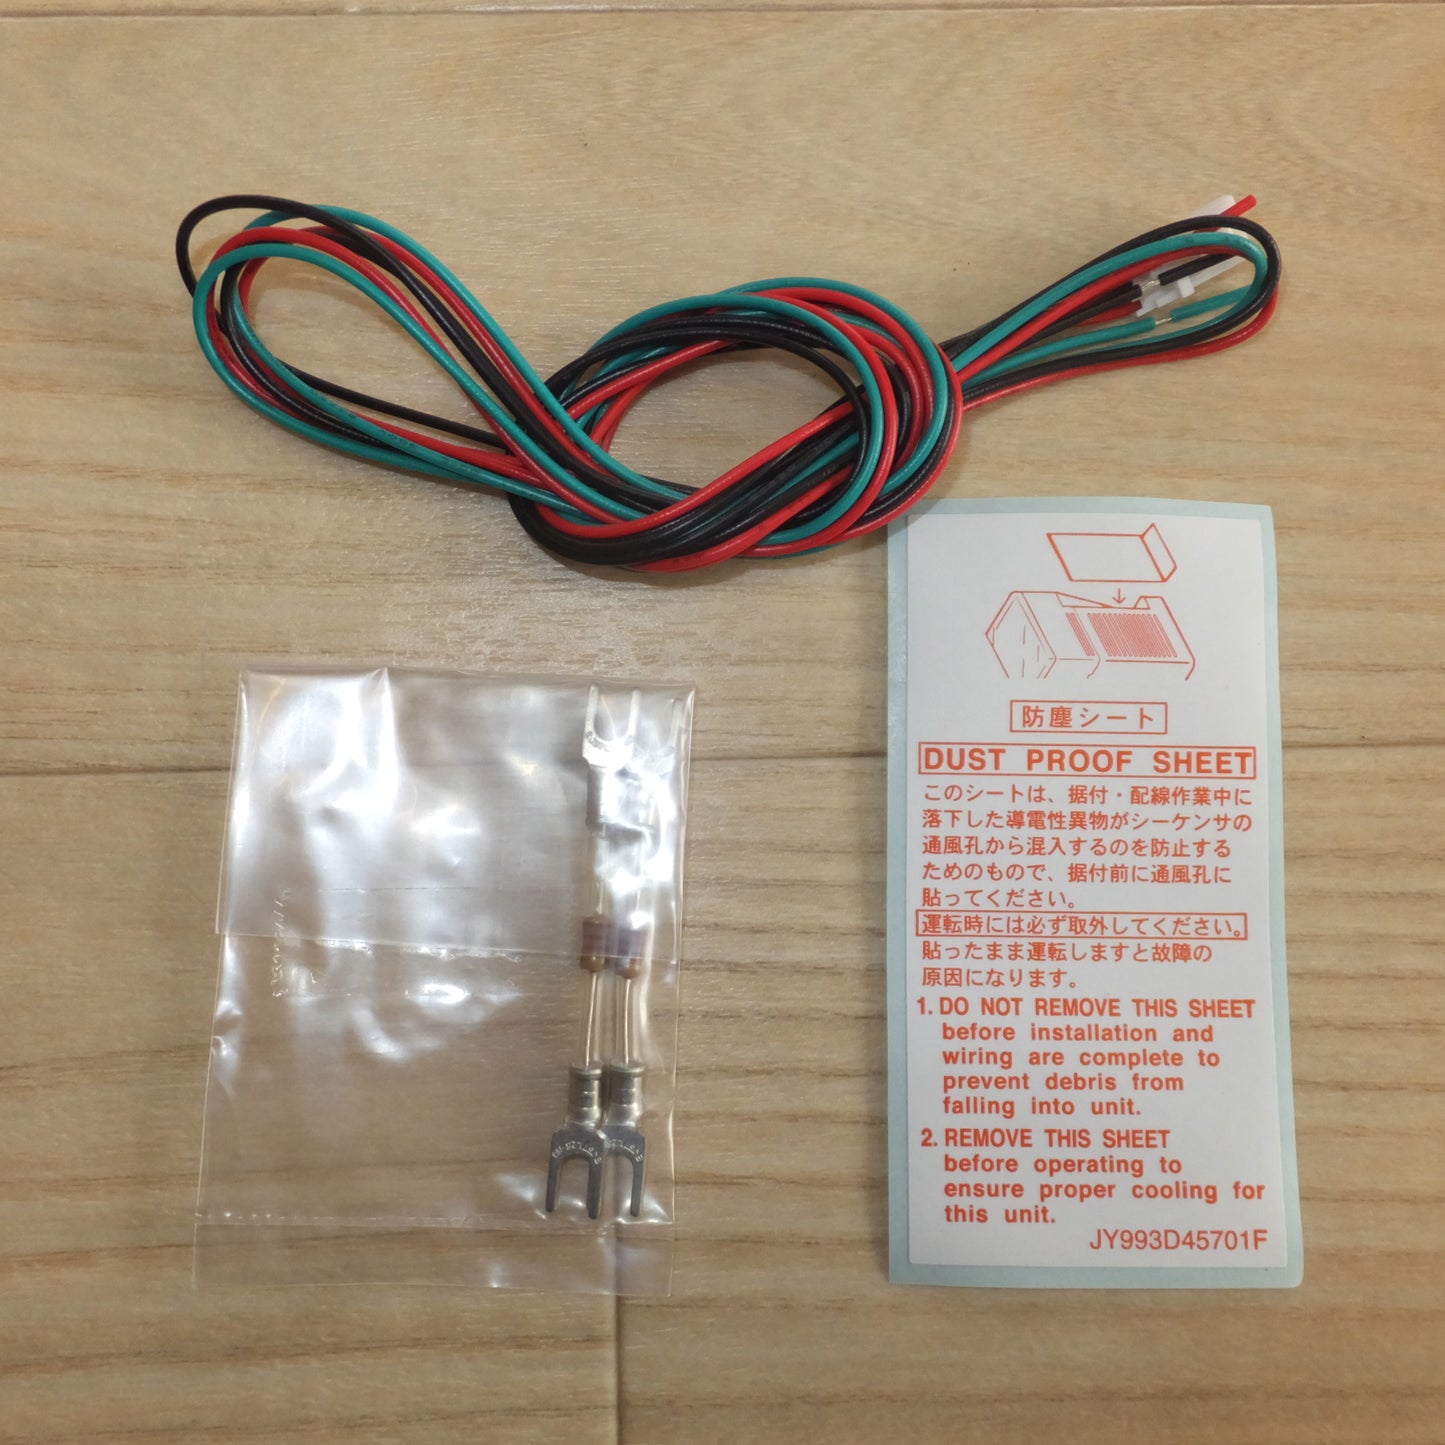 防塵シート
DUST PROOF SHEET
このシートは、据付・配線作業中に
落下した導電性異物がシーケンサの
通風孔から混入するのを防止する
ためのもので、据付前に通風孔に
貼ってください。
運転時には必ず取外してください。
貼ったまま運転しますと故障の
原因になります。
1. DO NOT REMOVE THIS SHEET
before installation and
wiring are complete to
prevent debris from
falling into unit.
2. REMOVE THIS SHEET
before operating to
ensure proper cooling for
this unit.
JY993D45701F